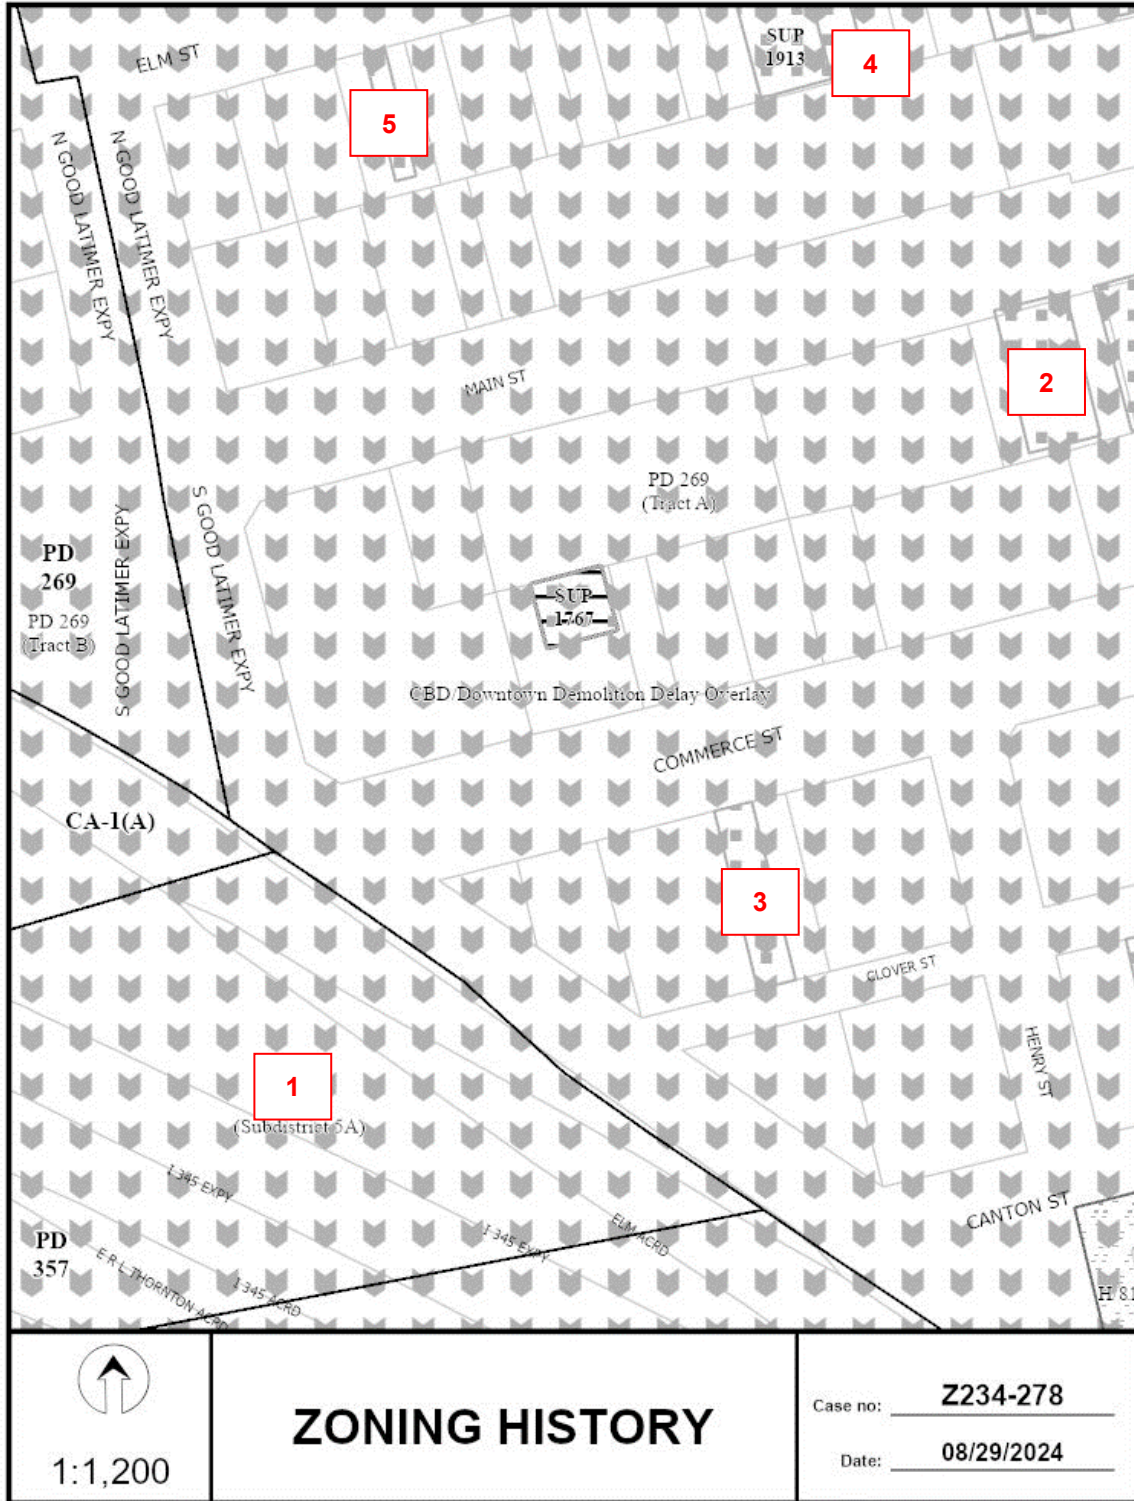 ELM ST
SUP
1913
4
5
N GOOD LATIMER EXPY
N GOOD LATIMER EXPY
2
MAIN ST
PD 269
(Tract A)
S GOOD LATIMER EXPY
S GOOD LATIMER EXPY
PD
269
PD 269
(Tract B)
SUP
1767
CBD/Downtown Demolition Delay Overlay
COMMERCE ST
CA-1(A)
3
CLOVER ST
HENRY ST
1
(Subdistrict 5A)
I 345 EXPY
CANTON ST
ELM ACRD
I 345 EXPY
PD
357
E R L THORNTON ACRD
I 345 ACRD
H 81
1:1,200
ZONING HISTORY
Case no: Z234-278
Date: 08/29/2024